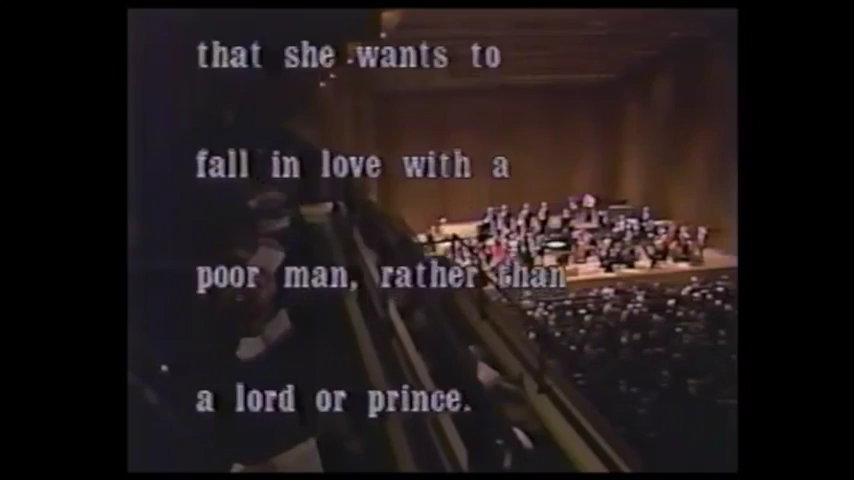 that she wants to
fall in love with a
poor man, rather than
a lord or prince.